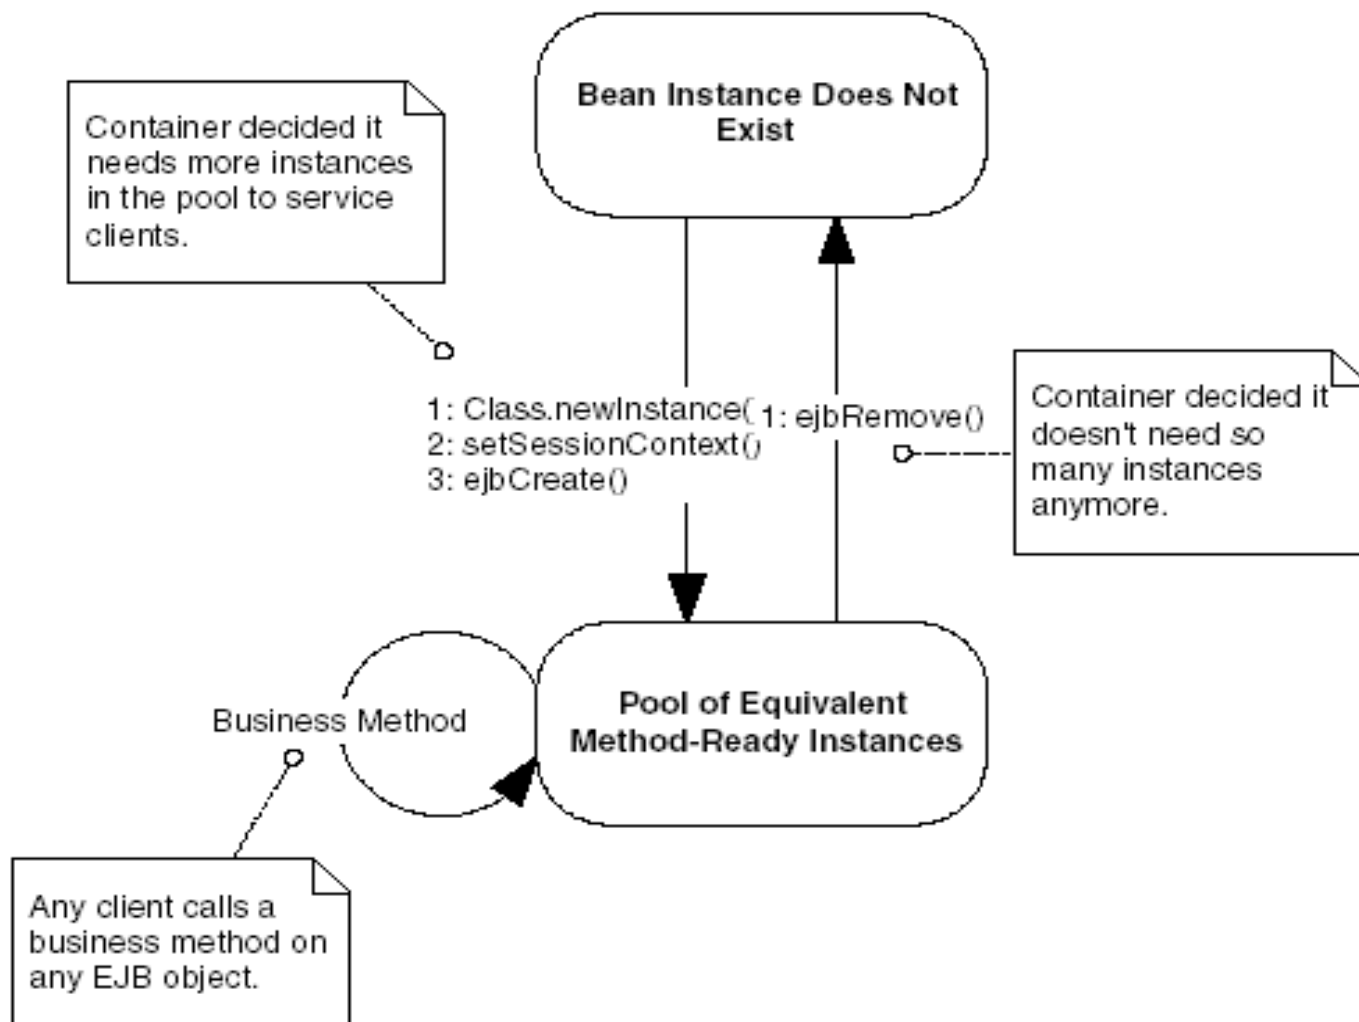 Bean Instance Does Not
Exist
Container decided it
needs more instances
in the pool to service
clients.
1: Class.newInstance(
2: setSessionContext()
3: ejbCreate()
1: ejbRemove()
Container decided it
doesn't need so
many instances
anymore.
Pool of Equivalent
Method-Ready Instances
Business Method
Any client calls a
business method on
any EJB object.